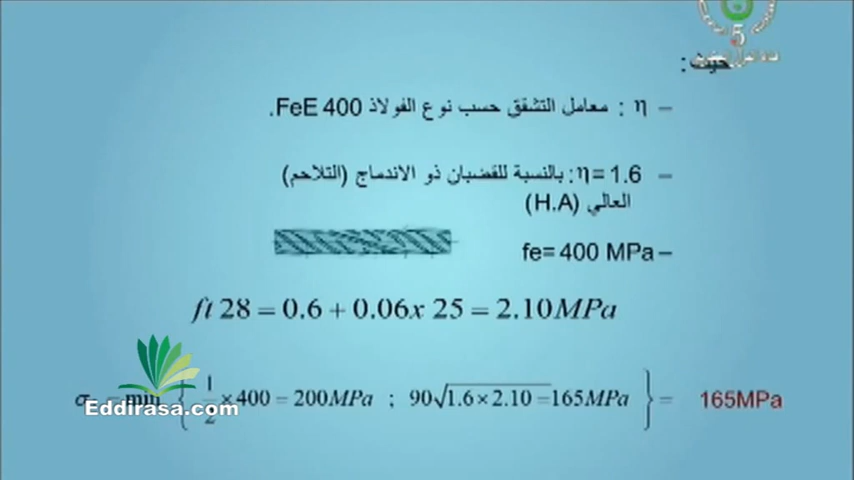 حيث :
– η : معامل التشقق حسب نوع الفولاذ FeE 400.
– η= 1.6 : بالنسبة للقضبان ذو الاندماج (التلاحم)
العالي (H.A)
–fe= 400 MPa
ft 28 = 0.6 + 0.06x 25 = 2.10MPa
min { 1/2 ×400 = 200MPa ; 90√1.6×2.10 =165MPa } = 165MPa
Eddirasa.com
5